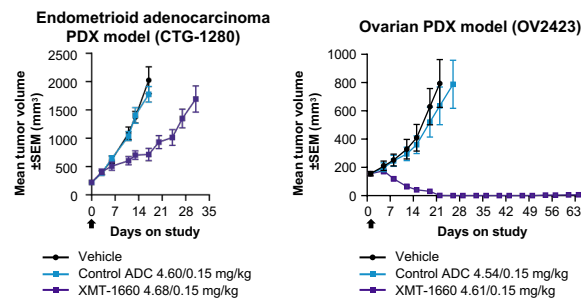 Endometrioid adenocarcinoma
PDX model (CTG-1280)
Mean tumor volume
±SEM (mm³)
2500
2000
1500
1000
500
0
0 7 14 21 28 35
Days on study
Vehicle
Control ADC 4.60/0.15 mg/kg
XMT-1660 4.68/0.15 mg/kg
Ovarian PDX model (OV2423)
Mean tumor volume
±SEM (mm³)
1000
800
600
400
200
0
0 7 14 21 28 35 42 49 56 63
Days on study
Vehicle
Control ADC 4.54/0.15 mg/kg
XMT-1660 4.61/0.15 mg/kg